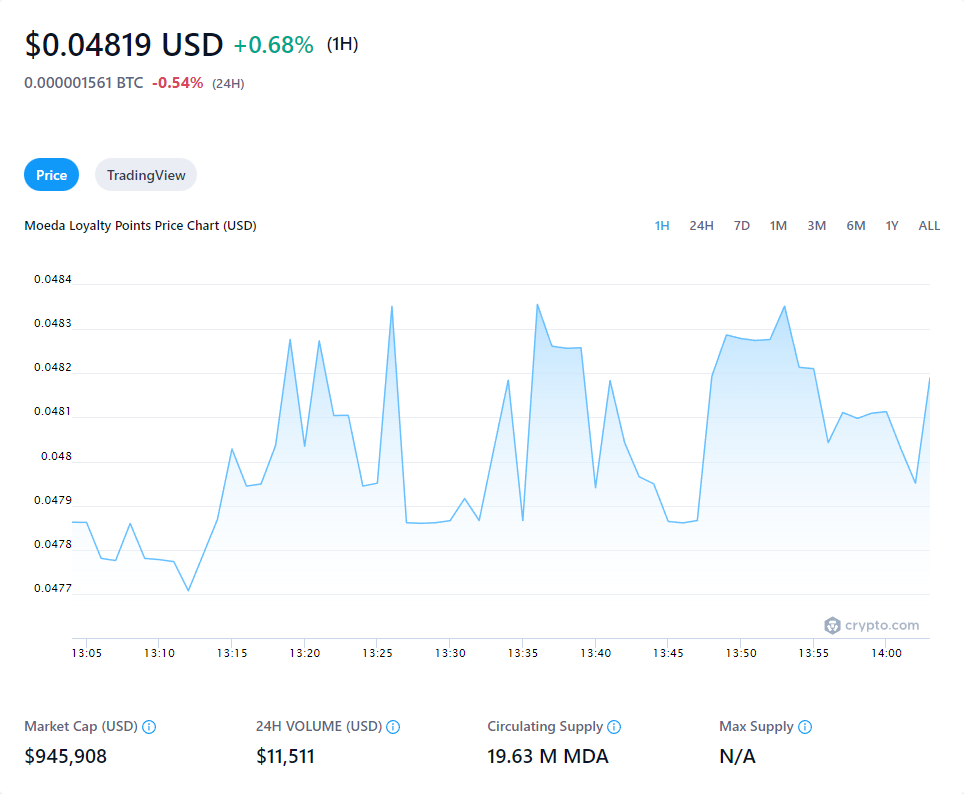 $0.04819 USD +0.68% (1H)
0.000001561 BTC -0.54% (24H)
Price TradingView
Moeda Loyalty Points Price Chart (USD) 1H 24H 7D 1M 3M 6M 1Y ALL
0.0484
0.0483
0.0482
0.0481
0.048
0.0479
0.0478
0.0477
crypto.com
13:05 13:10 13:15 13:20 13:25 13:30 13:35 13:40 13:45 13:50 13:55 14:00
Market Cap (USD) 24H VOLUME (USD) Circulating Supply Max Supply
$945,908 $11,511 19.63 M MDA N/A